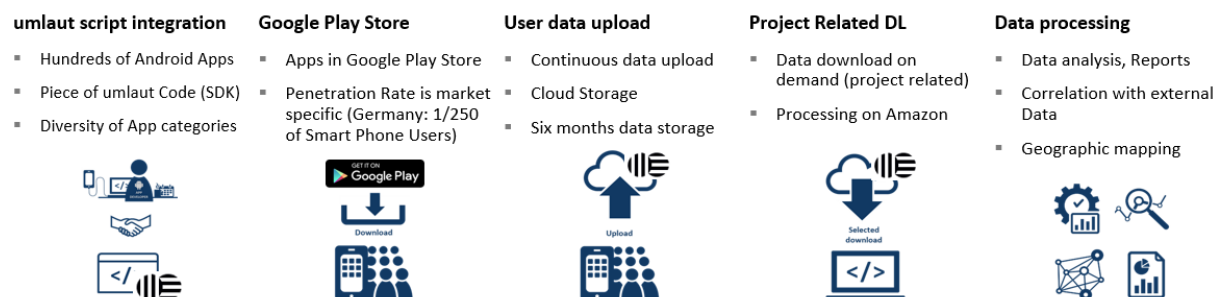 umlaut script integration
Hundreds of Android Apps
Piece of umlaut Code (SDK)
Diversity of App categories
</>
</
Google Play Store
Apps in Google Play Store
Penetration Rate is market
specific (Germany: 1/250
of Smart Phone Users)
GET IT ON
Google Play
Download
User data upload
Continuous data upload
Cloud Storage
Six months data storage
Upload
Project Related DL
Data download on
demand (project related)
Processing on Amazon
Selected
download
</>
Data processing
Data analysis, Reports
Correlation with external
Data
Geographic mapping